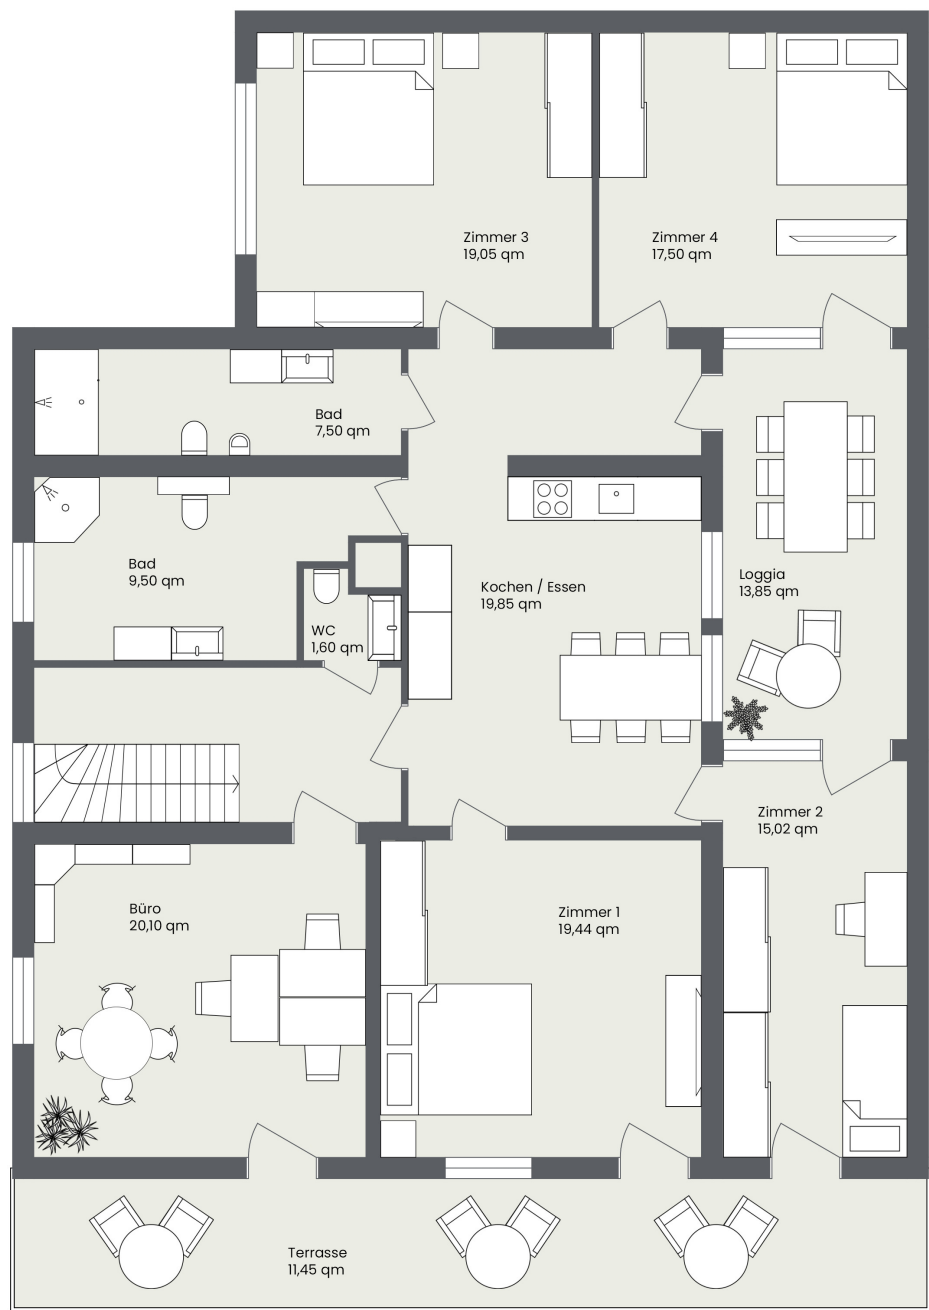 Zimmer 3
19,05 qm
Zimmer 4
17,50 qm
Bad
7,50 qm
Bad
9,50 qm
WC
1,60 qm
Kochen / Essen
19,85 qm
Loggia
13,85 qm
Zimmer 2
15,02 qm
Büro
20,10 qm
Zimmer 1
19,44 qm
Terrasse
11,45 qm